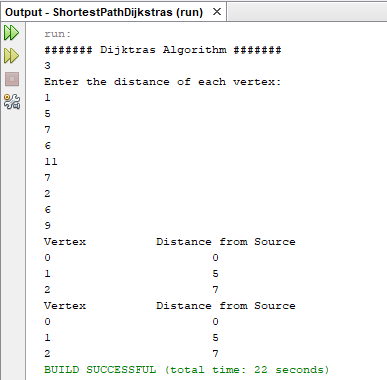 Output - ShortestPathDijkstras (run) ×
run:
####### Dijktras Algorithm #######
3
Enter the distance of each vertex:
1
5
7
6
11
7
2
6
9
Vertex          Distance from Source
0                  0
1                  5
2                  7
Vertex          Distance from Source
0                  0
1                  5
2                  7
BUILD SUCCESSFUL (total time: 22 seconds)